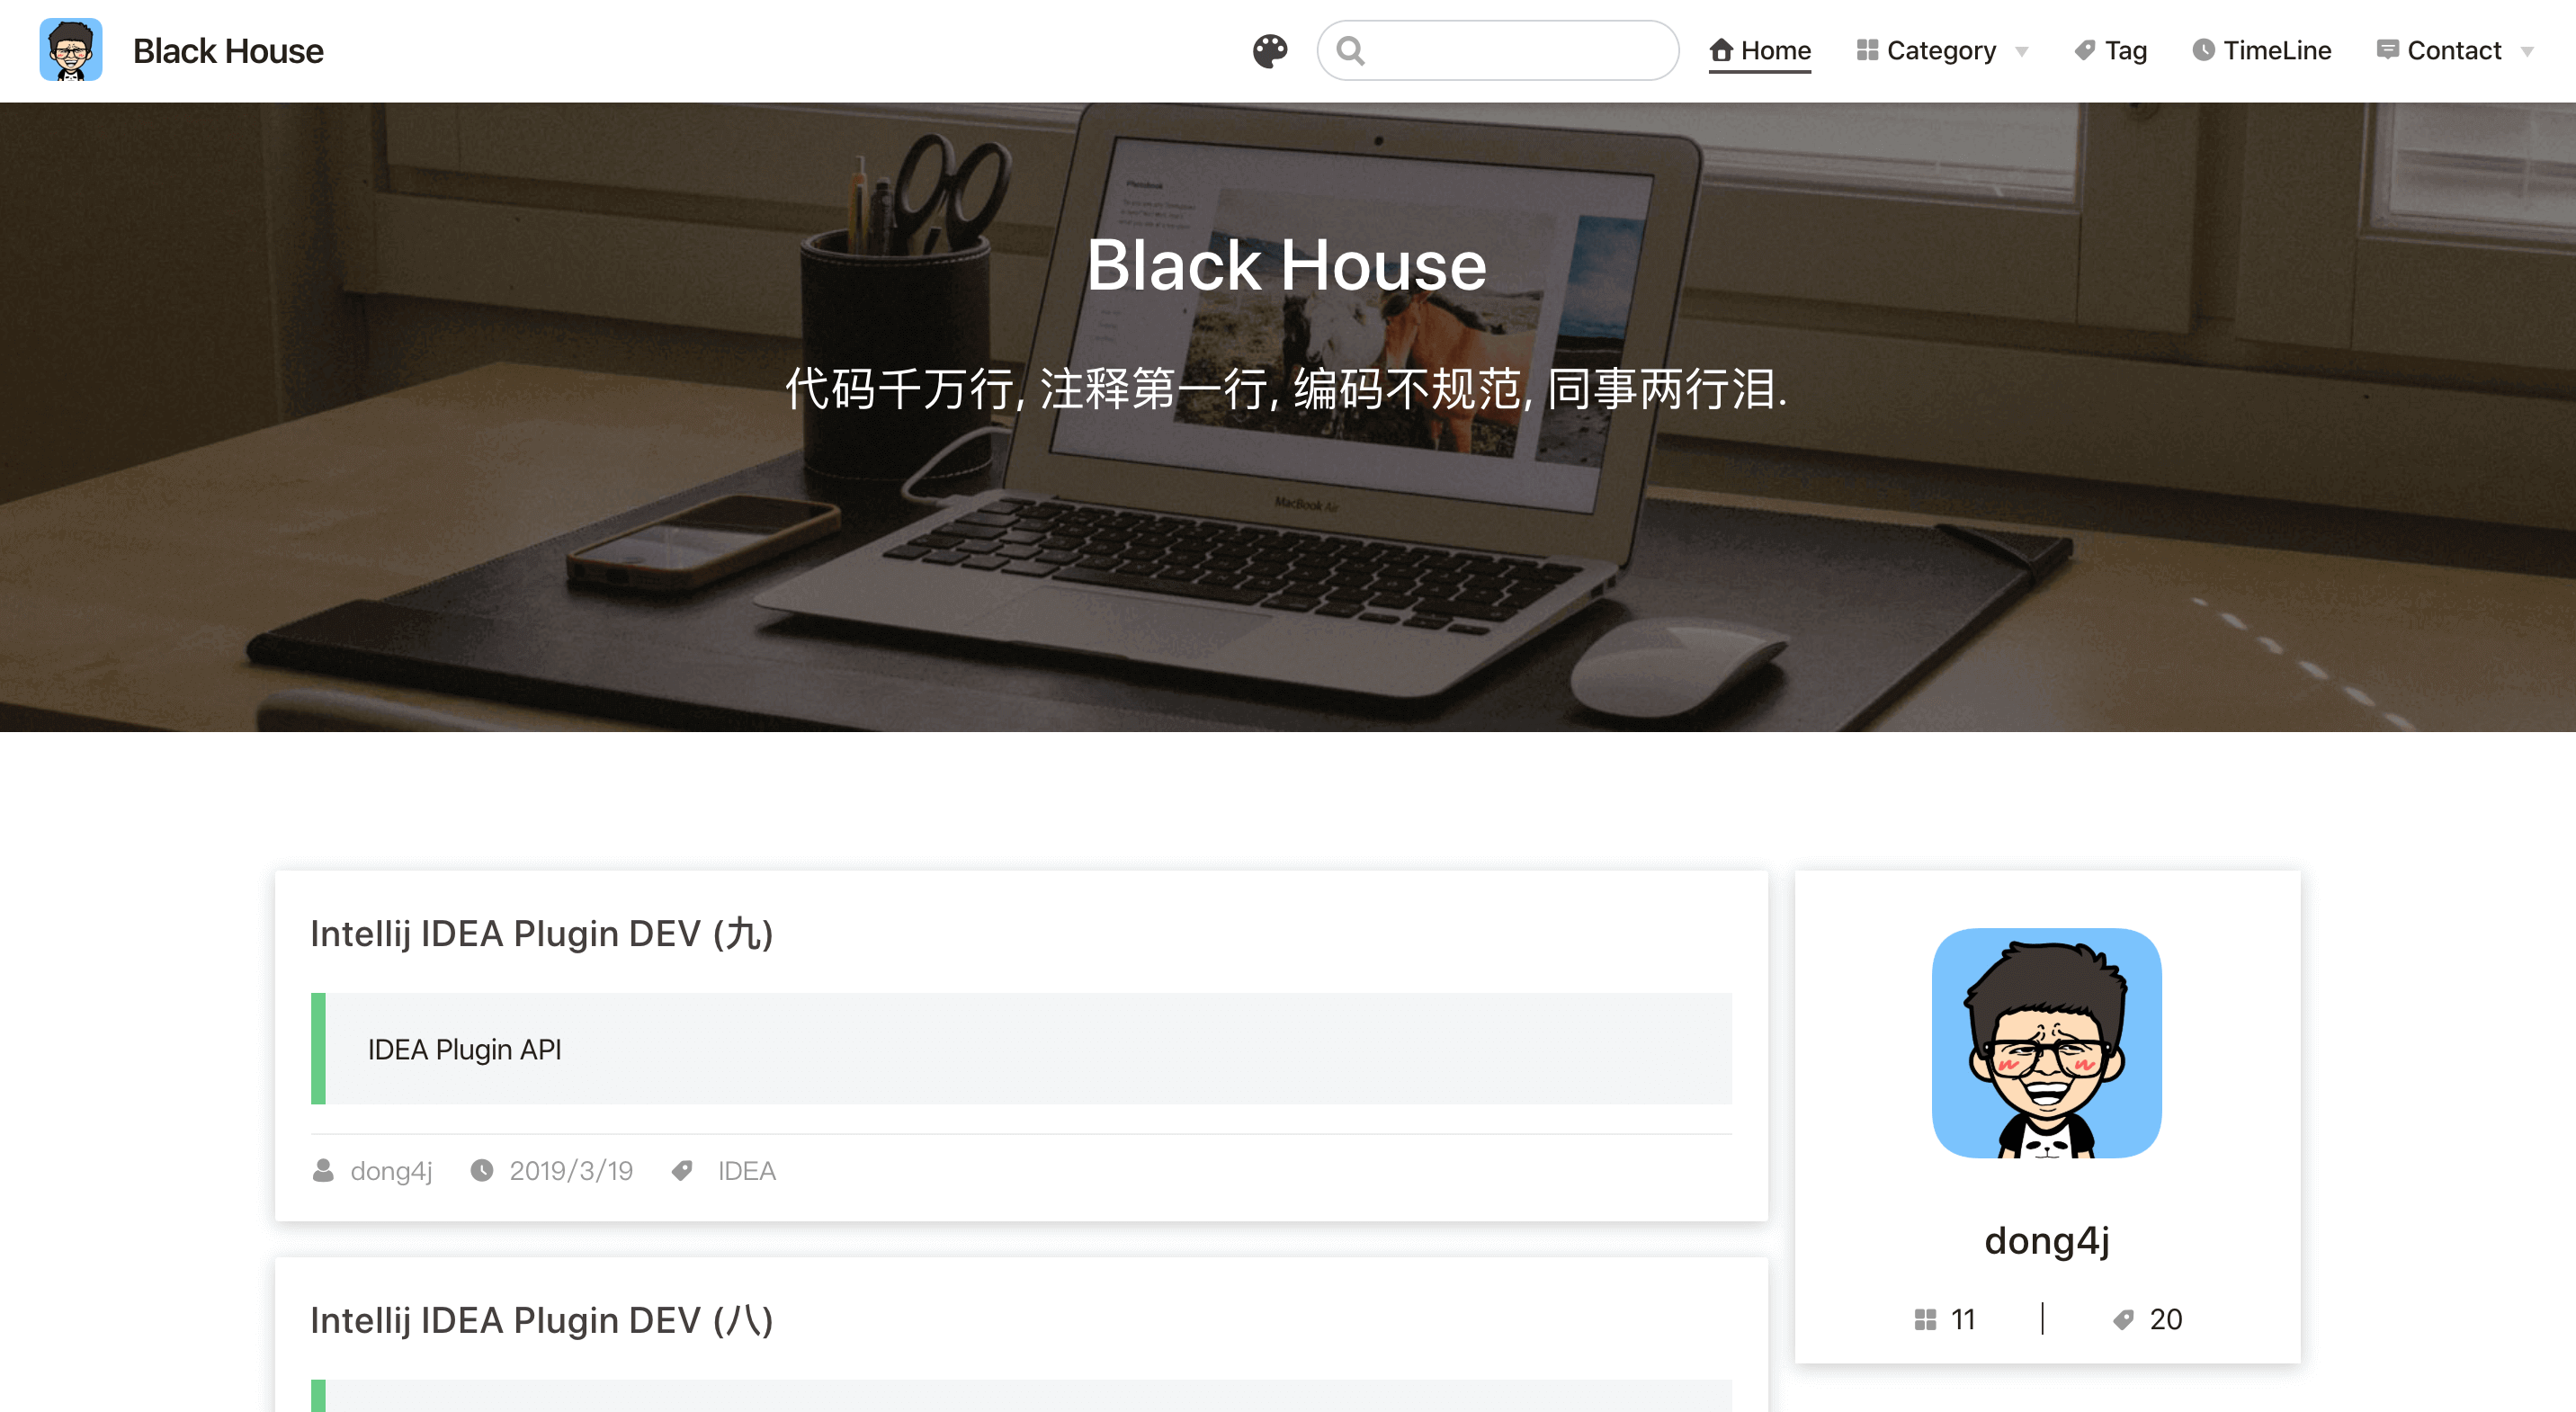 Black House
Home
Category
Tag
TimeLine
Contact
Black House
代码千万行, 注释第一行, 编码不规范, 同事两行泪.
MacBook Air
Intellij IDEA Plugin DEV (九)
IDEA Plugin API
dong4j 2019/3/19 IDEA
Intellij IDEA Plugin DEV (八)
dong4j
11 | 20